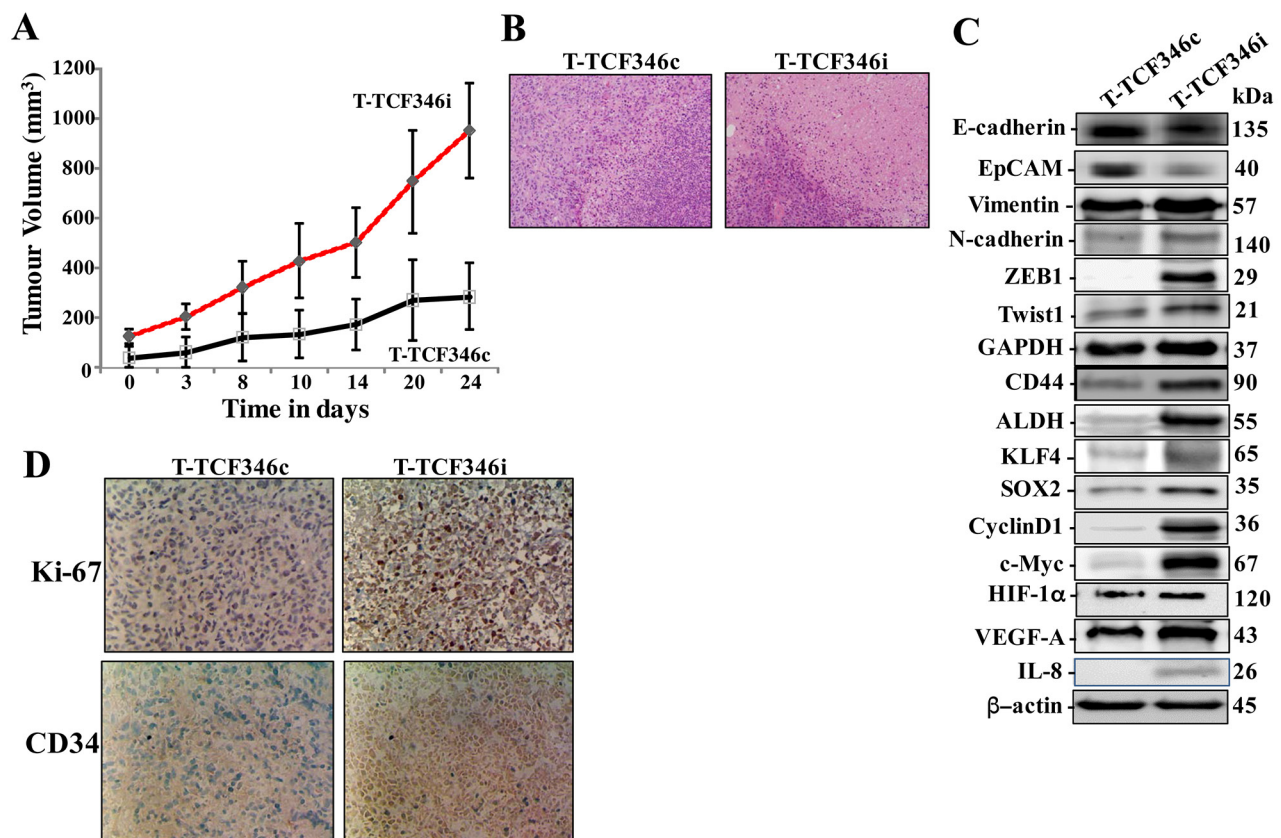 A
Tumour Volume (mm³)
1200
1000
800
600
400
200
0
T-TCF346i
T-TCF346c
0 3 8 10 14 20 24
Time in days
B
T-TCF346c T-TCF346i
C
T-TCF346c T-TCF346i
kDa
E-cadherin - 135
EpCAM - 40
Vimentin - 57
N-cadherin - 140
ZEB1 - 29
Twist1 - 21
GAPDH - 37
CD44 - 90
ALDH - 55
KLF4 - 65
SOX2 - 35
CyclinD1 - 36
c-Myc - 67
HIF-1α - 120
VEGF-A - 43
IL-8 - 26
β–actin - 45
D
T-TCF346c T-TCF346i
Ki-67
CD34